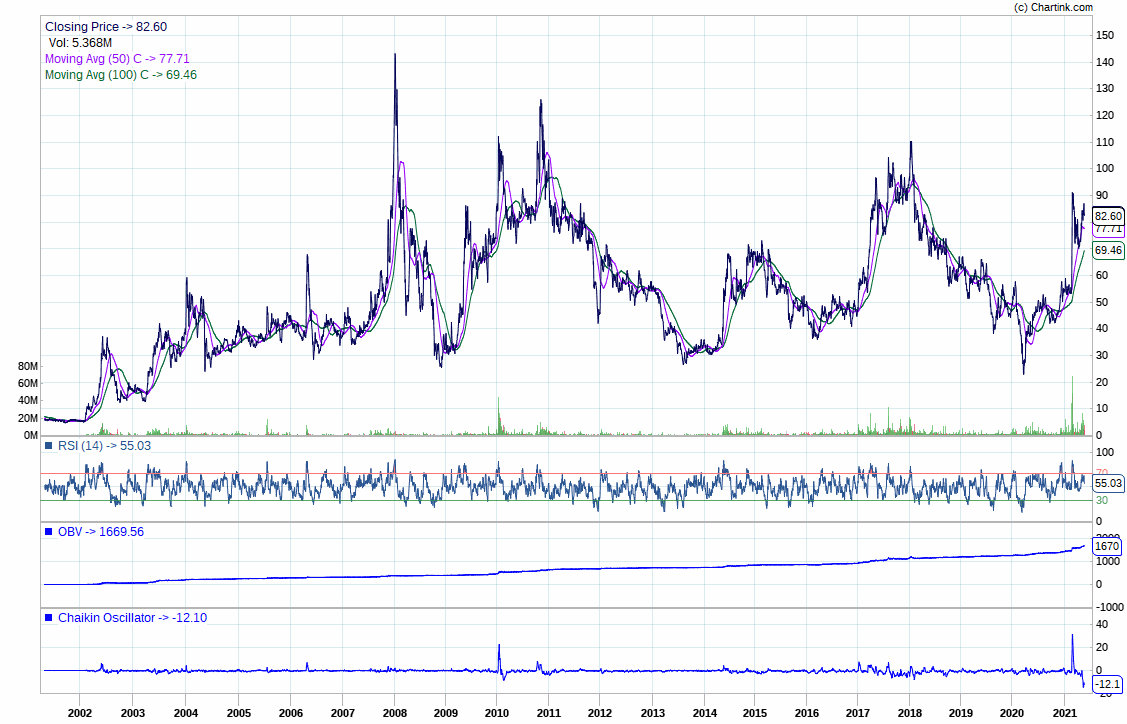 (c) Chartink.com
Closing Price -> 82.60
Vol: 5.368M
Moving Avg (50) C -> 77.71
Moving Avg (100) C -> 69.46
150
140
130
120
110
100
90
82.60
77.71
69.46
60
50
40
30
20
10
0
80M
60M
40M
20M
0M
RSI (14) -> 55.03
100
70
55.03
30
0
OBV -> 1669.56
2000
1670
1000
0
-1000
Chaikin Oscillator -> -12.10
40
20
0
-12.1
2002 2003 2004 2005 2006 2007 2008 2009 2010 2011 2012 2013 2014 2015 2016 2017 2018 2019 2020 2021